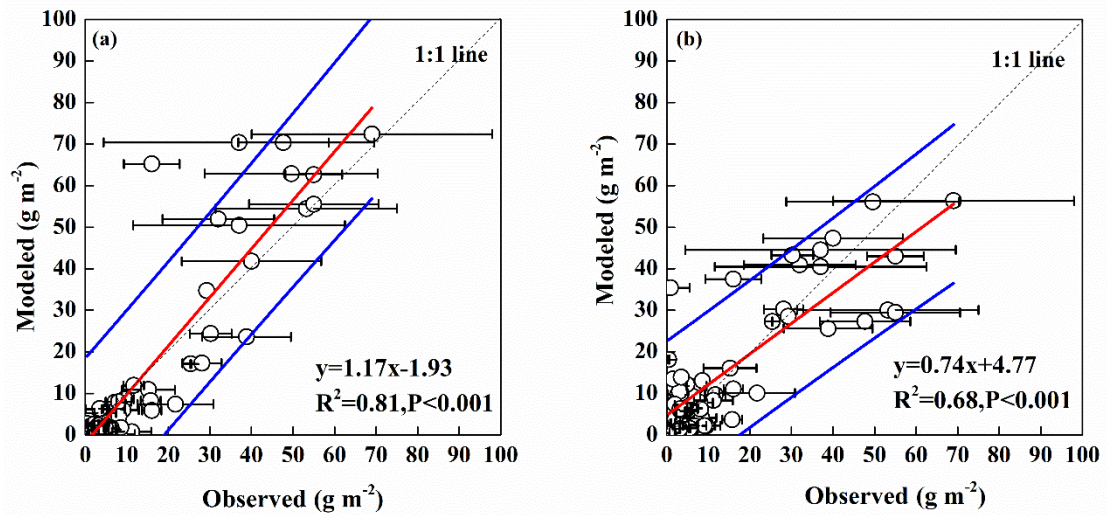 100
90
80
70
60
50
40
30
20
10
0
(a)
1:1 line
y=1.17x-1.93
R²=0.81,P<0.001
0 10 20 30 40 50 60 70 80 90 100
Modeled (g m⁻²)
Observed (g m⁻²)
100
90
80
70
60
50
40
30
20
10
0
(b)
1:1 line
y=0.74x+4.77
R²=0.68,P<0.001
0 10 20 30 40 50 60 70 80 90 100
Modeled (g m⁻²)
Observed (g m⁻²)